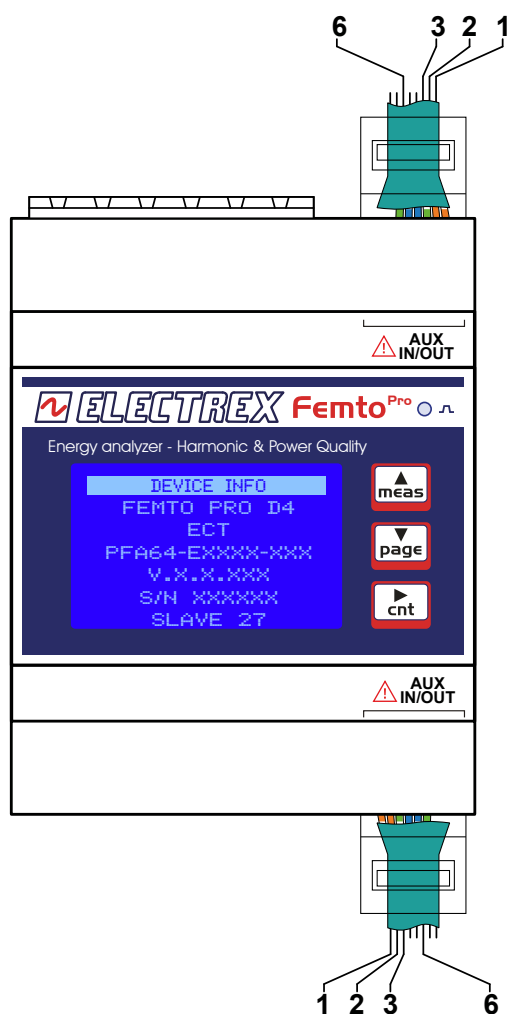 6 3 2 1
AUX
IN/OUT
ELECTREX Femto Pro
Energy analyzer - Harmonic & Power Quality
DEVICE INFO
FEMTO PRO D4
ECT
PFA64-EXXXX-XXX
V.X.X.XXX
S/N XXXXXX
SLAVE 27
meas
page
cnt
AUX
IN/OUT
1 2 3 6